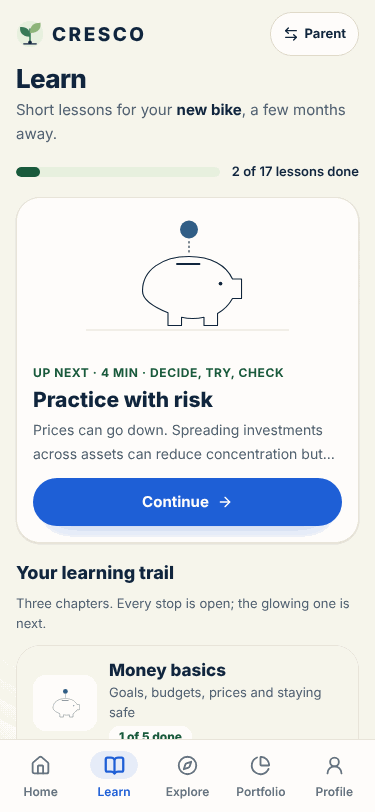 CRESCO
Parent
Learn
Short lessons for your new bike, a few months
away.
2 of 17 lessons done
UP NEXT · 4 MIN · DECIDE, TRY, CHECK
Practice with risk
Prices can go down. Spreading investments
across assets can reduce concentration but...
Continue →
Your learning trail
Three chapters. Every stop is open; the glowing one is
next.
Money basics
Goals, budgets, prices and staying
safe
1 of 5 done
Home
Learn
Explore
Portfolio
Profile